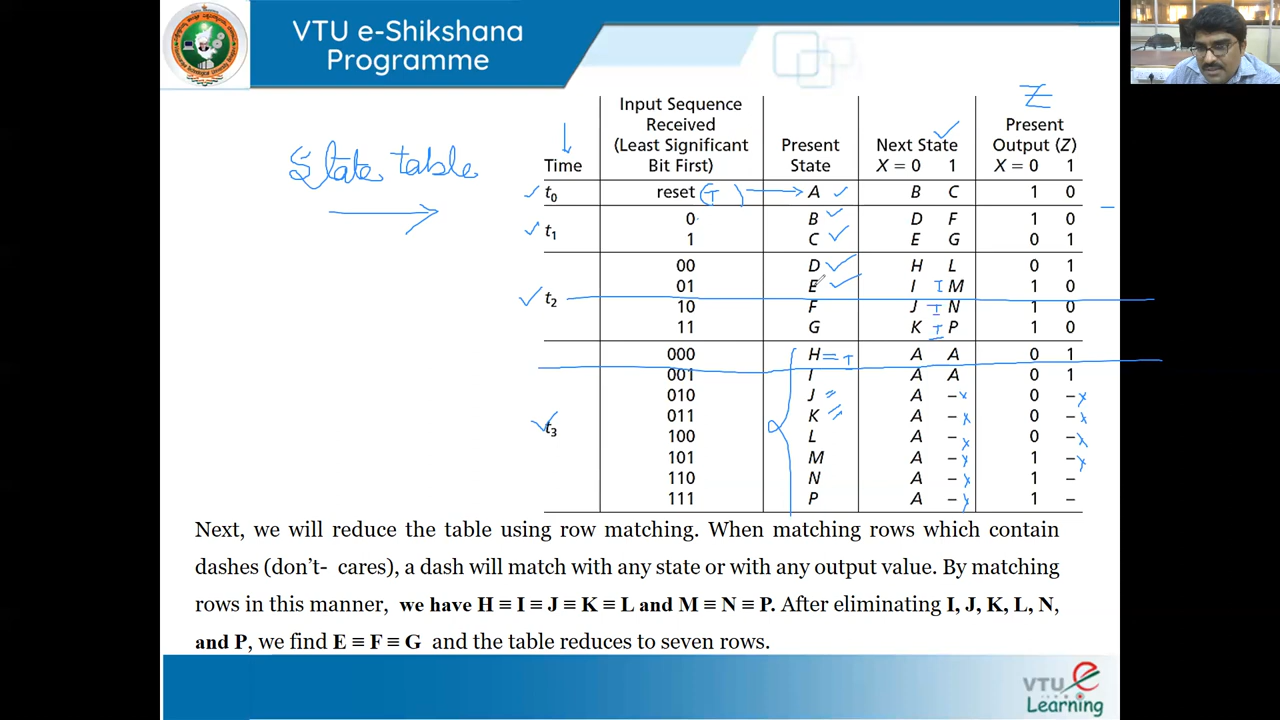 VTU e-Shikshana
Programme
State table
Time
Input Sequence
Received
(Least Significant
Bit First)
Present
State
Next State
X = 0 1
Z
Present
Output (Z)
X = 0 1
t0 reset (T) A B C 1 0
t1 0 B D F 1 0
1 C E G 0 1
t2 00 D H L 0 1
01 E I I M 1 0
10 F J I N 1 0
11 G K I P 1 0
t3 000 H = I A A 0 1
001 I A A 0 1
010 J A – x 0 – x
011 K A – x 0 – x
100 L A – x 0 – x
101 M A – x 1 – x
110 N A – x 1 –
111 P A – x 1 –
Next, we will reduce the table using row matching. When matching rows which contain
dashes (don't- cares), a dash will match with any state or with any output value. By matching
rows in this manner, we have H ≡ I ≡ J ≡ K ≡ L and M ≡ N ≡ P. After eliminating I, J, K, L, N,
and P, we find E ≡ F ≡ G and the table reduces to seven rows.
VTU e
Learning